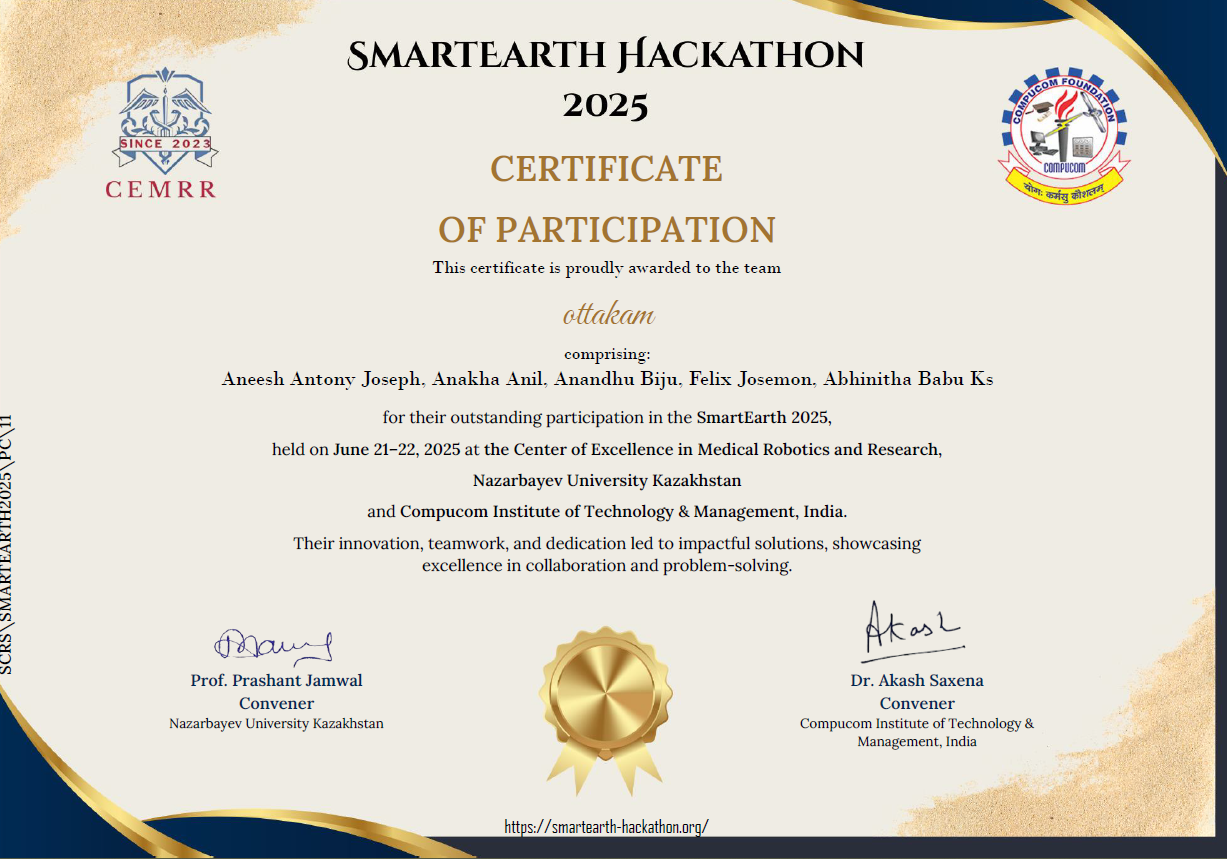 SmartEarth Hackathon
2025
SINCE 2023
CEMRR
COMPUCOM FOUNDATION
COMPUCOM
योगः कर्मसु कौशलम्
CERTIFICATE
OF PARTICIPATION
This certificate is proudly awarded to the team
ottakam
comprising:
Aneesh Antony Joseph, Anakha Anil, Anandhu Biju, Felix Josemon, Abhinitha Babu Ks
for their outstanding participation in the SmartEarth 2025,
held on June 21–22, 2025 at the Center of Excellence in Medical Robotics and Research,
Nazarbayev University Kazakhstan
and Compucom Institute of Technology & Management, India.
Their innovation, teamwork, and dedication led to impactful solutions, showcasing
excellence in collaboration and problem-solving.
SCRS\SMARTEARTH2025\PC\11
Akash
Prof. Prashant Jamwal
Convener
Nazarbayev University Kazakhstan
Dr. Akash Saxena
Convener
Compucom Institute of Technology &
Management, India
https://smartearth-hackathon.org/